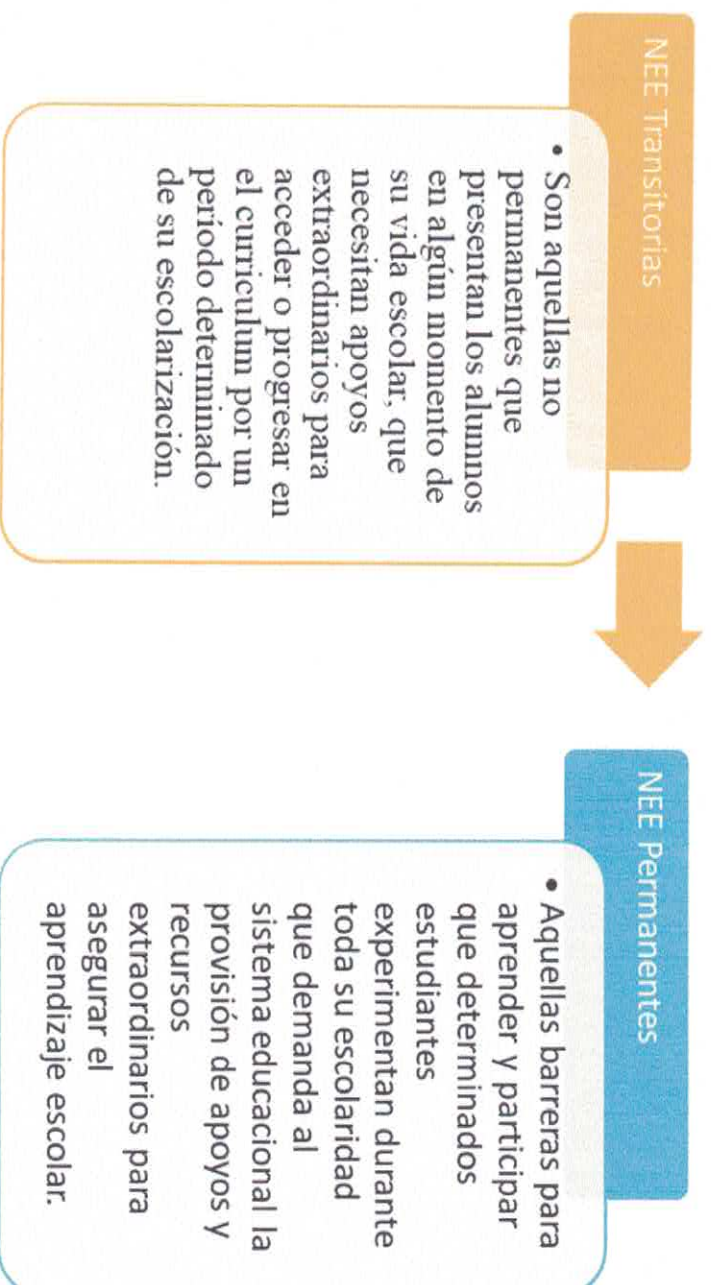 NEE Transitorias
• Son aquellas no
permanentes que
presentan los alumnos
en algún momento de
su vida escolar, que
necesitan apoyos
extraordinarios para
acceder o progresar en
el curriculum por un
período determinado
de su escolarización.
NEE Permanentes
• Aquellas barreras para
aprender y participar
que determinados
estudiantes
experimentan durante
toda su escolaridad
que demanda al
sistema educacional la
provisión de apoyos y
recursos
extraordinarios para
asegurar el
aprendizaje escolar.